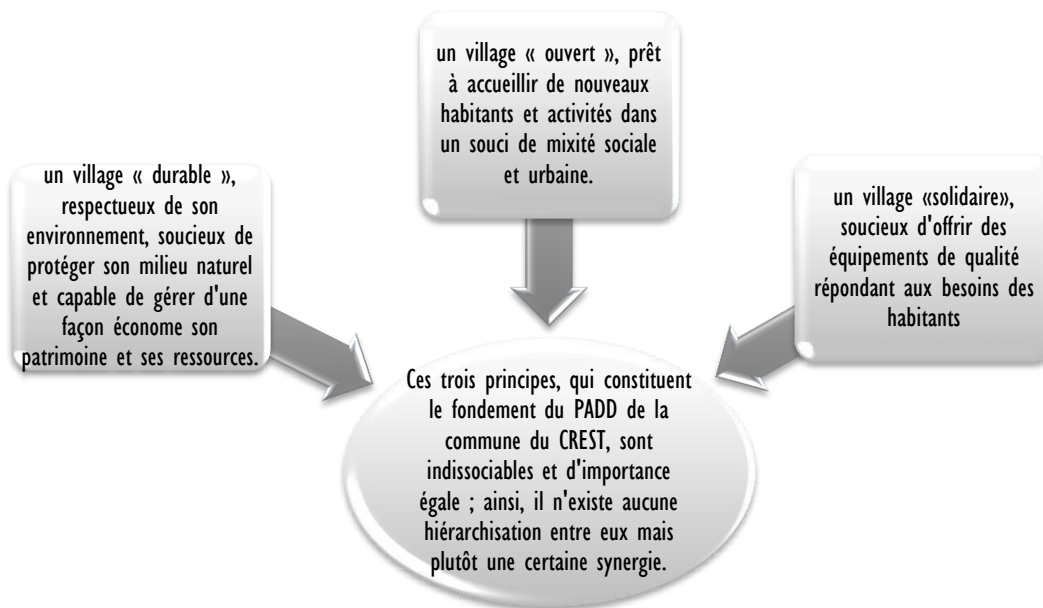 un village « durable »,
respectueux de son
environnement, soucieux de
protéger son milieu naturel
et capable de gérer d'une
façon économe son
patrimoine et ses ressources.
un village « ouvert », prêt
à accueillir de nouveaux
habitants et activités dans
un souci de mixité sociale
et urbaine.
un village «solidaire»,
soucieux d'offrir des
équipements de qualité
répondant aux besoins des
habitants
Ces trois principes, qui constituent
le fondement du PADD de la
commune du CREST, sont
indissociables et d'importance
égale ; ainsi, il n'existe aucune
hiérarchisation entre eux mais
plutôt une certaine synergie.